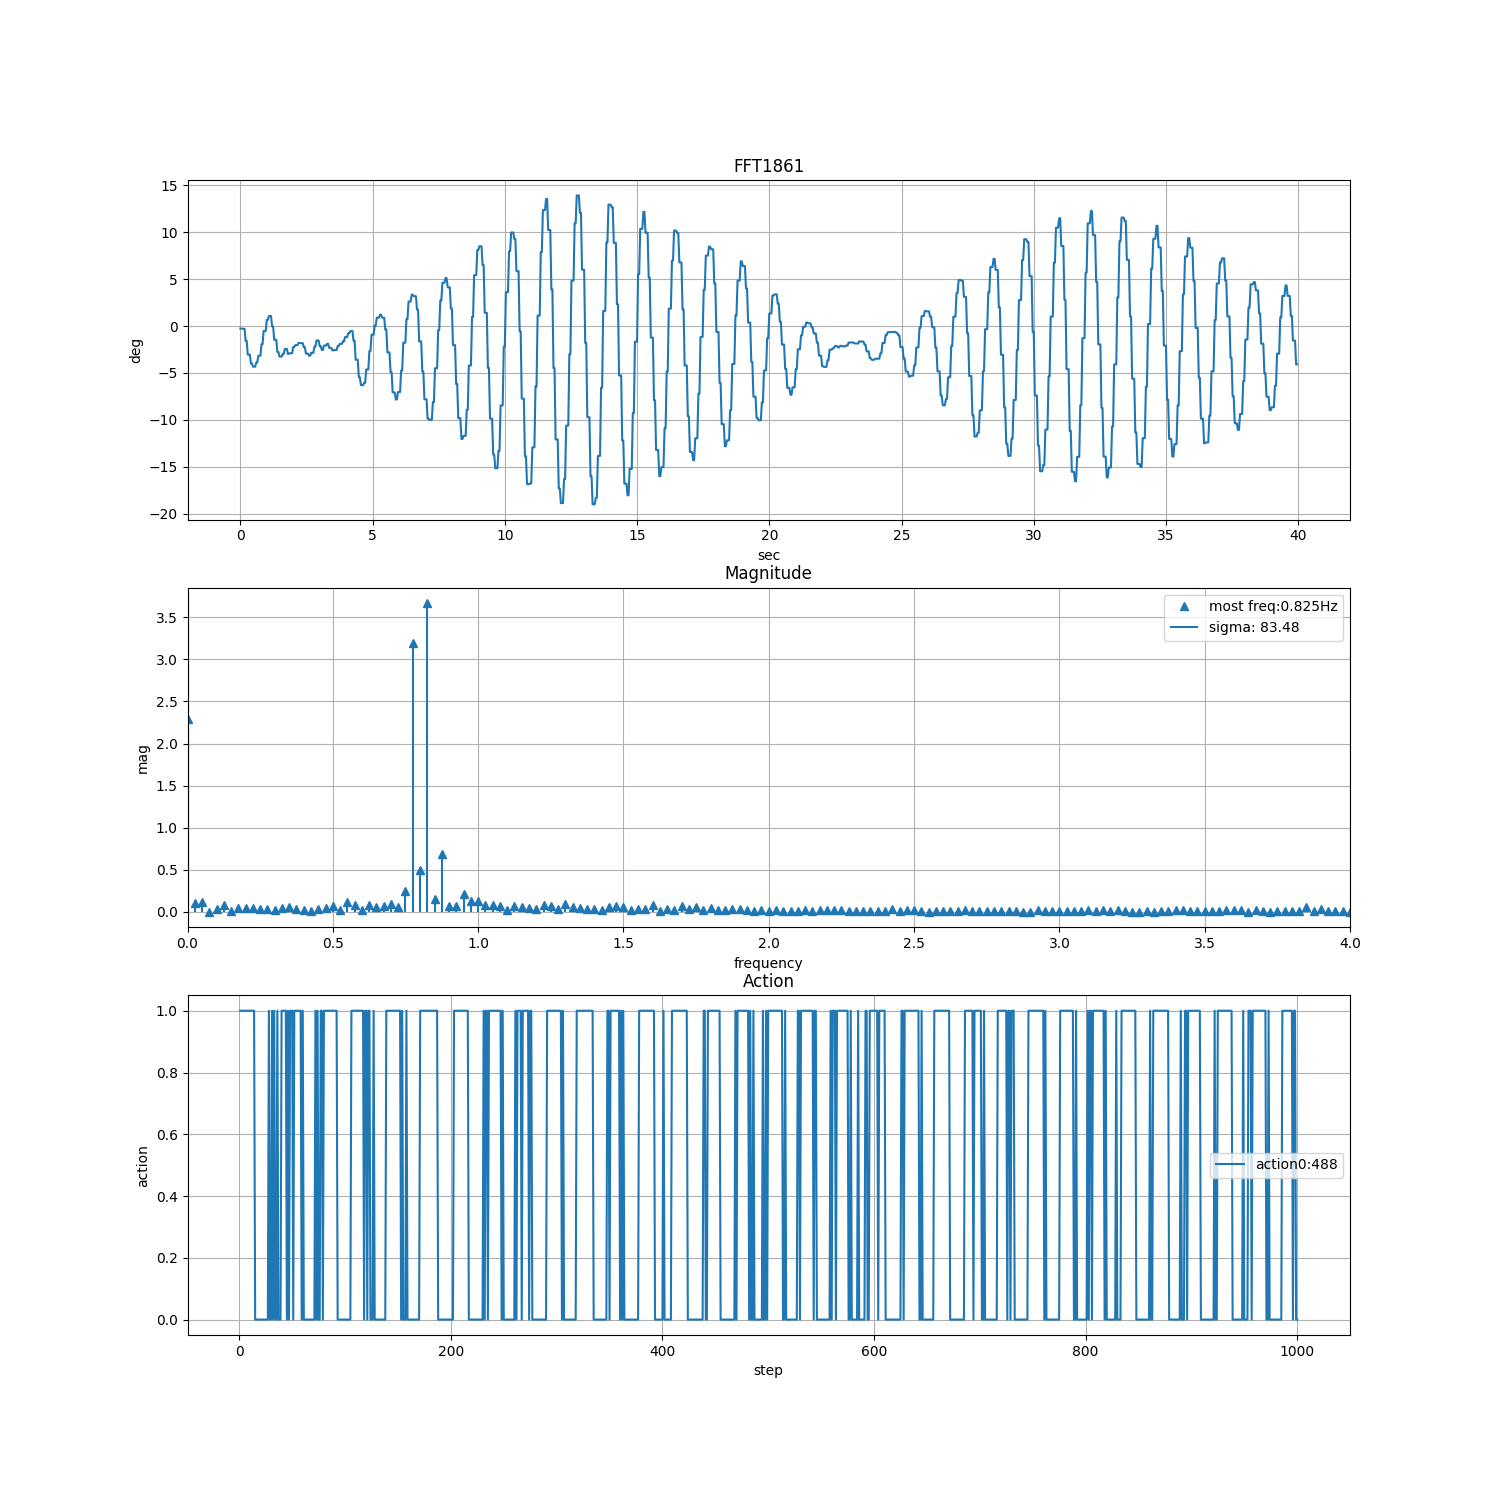 FFT1861
15
10
5
0
−5
−10
−15
−20
deg
0 5 10 15 20 25 30 35 40
sec
Magnitude
most freq:0.825Hz
sigma: 83.48
3.5
3.0
2.5
2.0
1.5
1.0
0.5
0.0
mag
0.0 0.5 1.0 1.5 2.0 2.5 3.0 3.5 4.0
frequency
Action
1.0
0.8
0.6
0.4
0.2
0.0
action
action0:488
0 200 400 600 800 1000
step